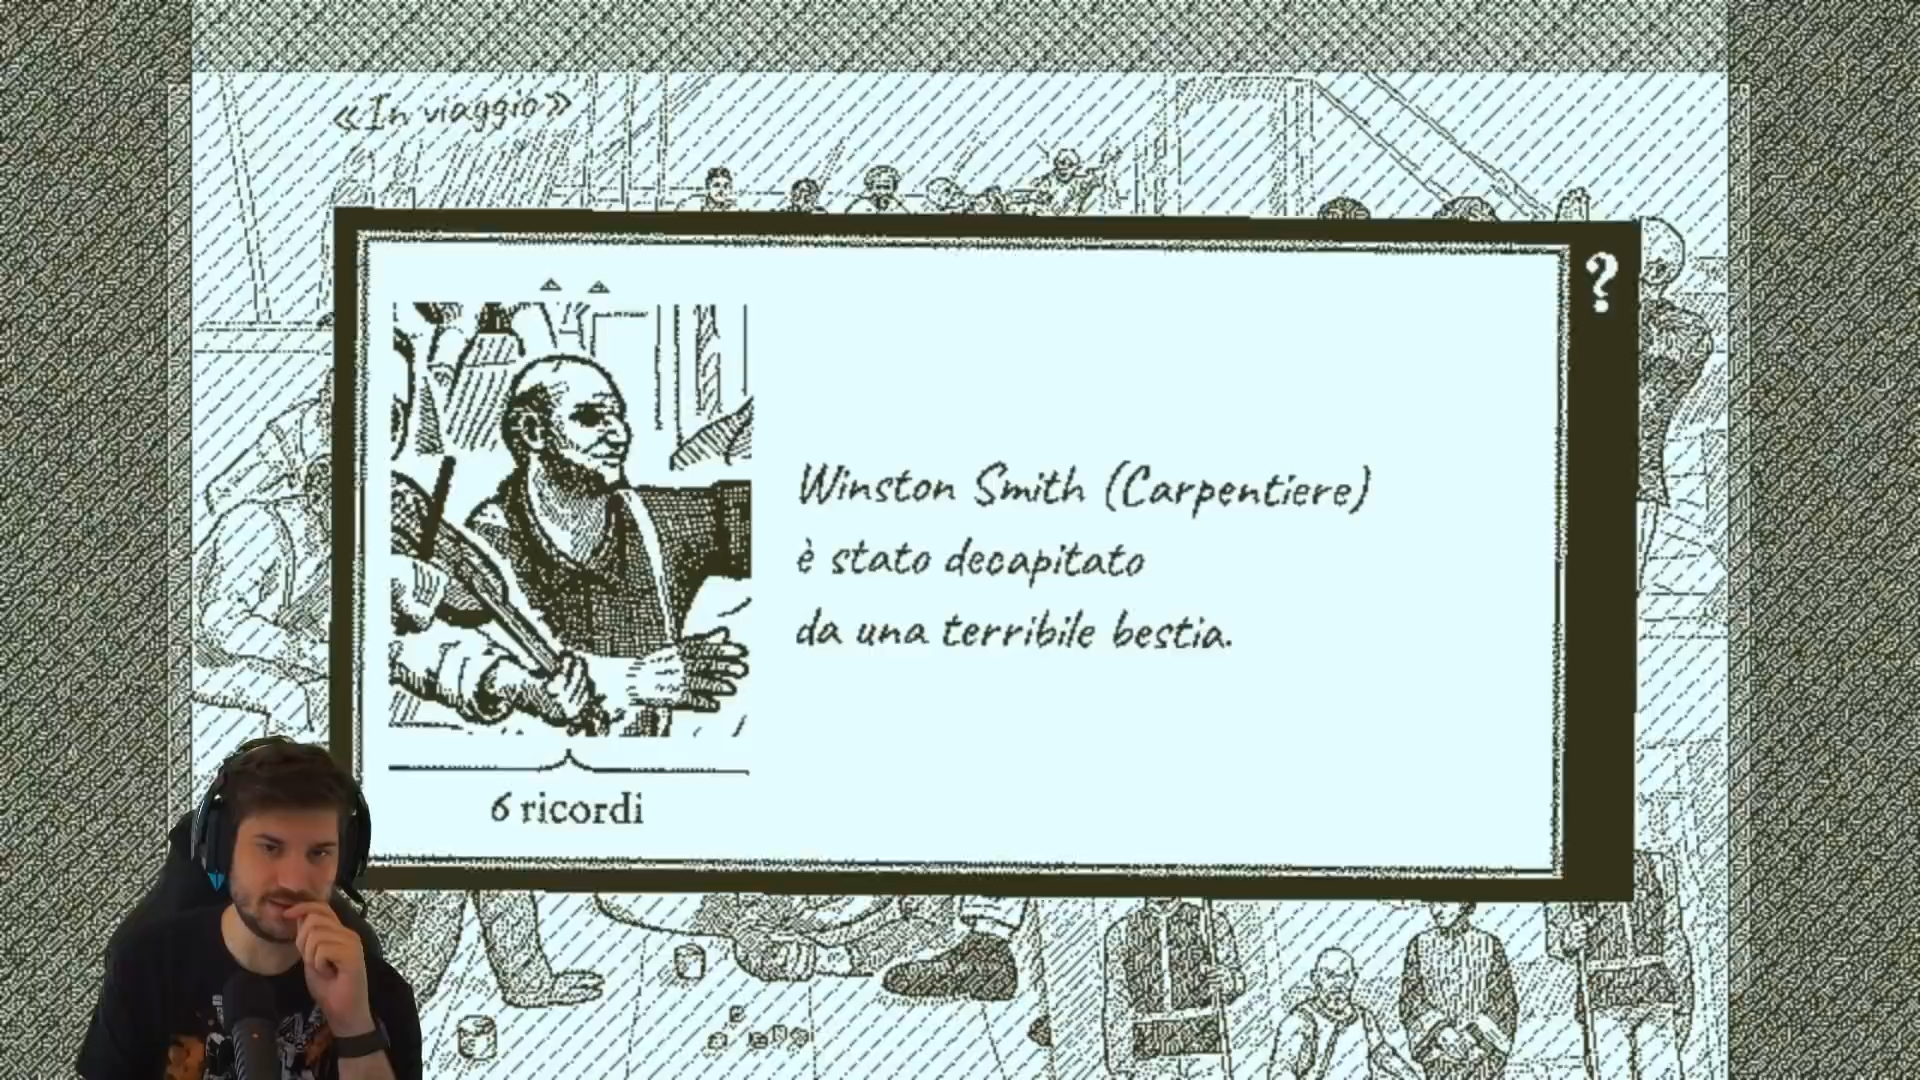 «In viaggio»
?
Winston Smith (Carpentiere)
è stato decapitato
da una terribile bestia.
6 ricordi